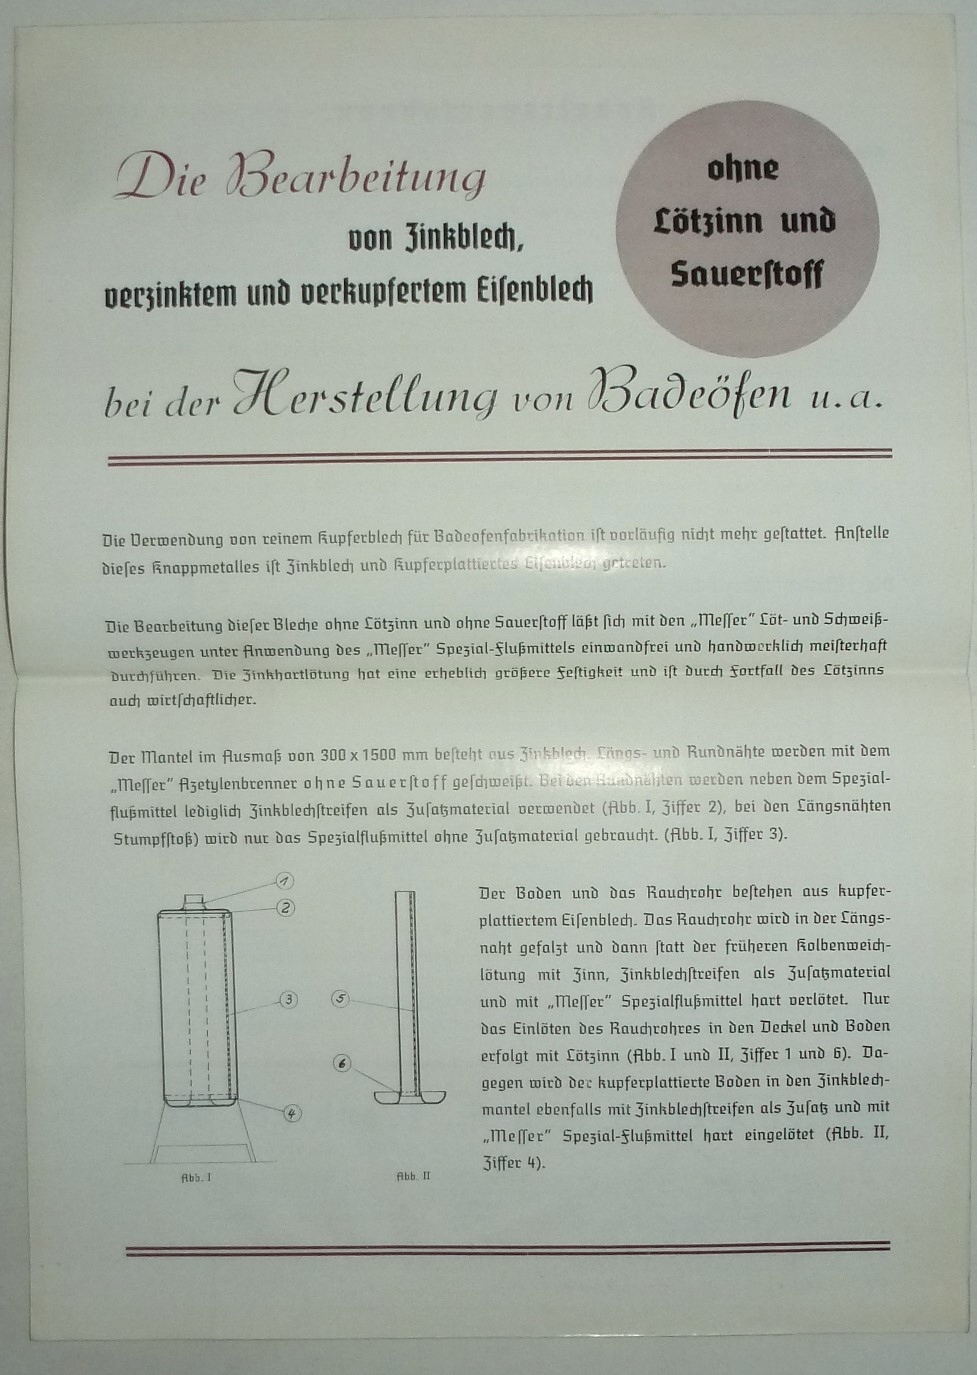 Die Bearbeitung
von Zinkblech,
verzinktem und verkupfertem Eiſenblech
ohne
Lötzinn und
Sauerſtoff
bei der Herstellung von Badeöfen u. a.
Die Verwendung von reinem Kupferblech für Badeofenfabrikation iſt vorläufig nicht mehr geſtattet. Anſtelle
dieſes Knappmetalles iſt Zinkblech und Kupferplattiertes Eiſenblech getreten.
Die Bearbeitung dieſer Bleche ohne Lötzinn und ohne Sauerſtoff läßt ſich mit den „Meſſer" Löt- und Schweiß-
werkzeugen unter Anwendung des „Meſſer" Spezial-Flußmittels einwandfrei und handwerklich meiſterhaft
durchführen. Die Zinkhartlötung hat eine erheblich größere Feſtigkeit und iſt durch Fortfall des Lötzinns
auch wirtſchaftlicher.
Der Mantel im Ausmaß von 300 x 1500 mm beſteht aus Zinkblech. Längs- und Rundnähte werden mit dem
„Meſſer" Azetylenbrenner ohne Sauerſtoff geſchweißt. Bei den Rundnähten werden neben dem Spezial-
flußmittel lediglich Zinkblechſtreifen als Zuſatzmaterial verwendet (Abb. I, Ziffer 2), bei den Längsnähten
Stumpfſtoß) wird nur das Spezialflußmittel ohne Zuſatzmaterial gebraucht. (Abb. I, Ziffer 3).
1
2
3
4
Abb. I
5
6
Abb. II
Der Boden und das Rauchrohr beſtehen aus kupfer-
plattiertem Eiſenblech. Das Rauchrohr wird in der Längs-
naht gefalzt und dann ſtatt der früheren Kolbenweich-
lötung mit Zinn, Zinkblechſtreifen als Zuſatzmaterial
und mit „Meſſer" Spezialflußmittel hart verlötet. Nur
das Einlöten des Rauchrohres in den Deckel und Boden
erfolgt mit Lötzinn (Abb. I und II, Ziffer 1 und 6). Da-
gegen wird der kupferplattierte Boden in den Zinkblech-
mantel ebenfalls mit Zinkblechſtreifen als Zuſatz und mit
„Meſſer" Spezial-Flußmittel hart eingelötet (Abb. II,
Ziffer 4).